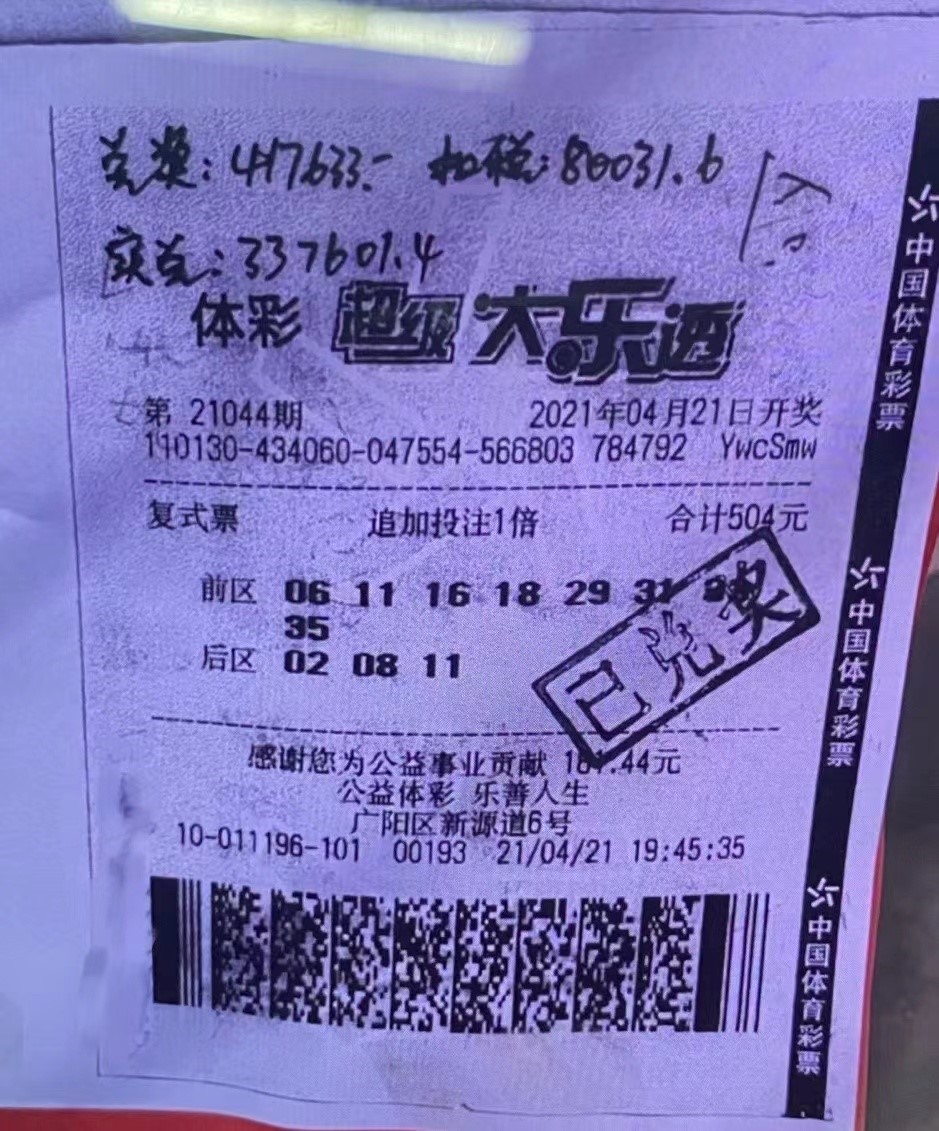 兑奖:417633.- 扣税:80031.6
实兑:337601.4
体彩 超级大乐透
第 21044期 2021年04月21日开奖
110130-434060-047554-566803 784792 YwcSmw
复式票 追加投注1倍 合计504元
前区 06 11 16 18 29 31
35
后区 02 08 11
已兑奖
感谢您为公益事业贡献 元
公益体彩 乐善人生
广阳区新源道6号
10-011196-101 00193 21/04/21 19:45:35
中国体育彩票
中国体育彩票
中国体育彩票